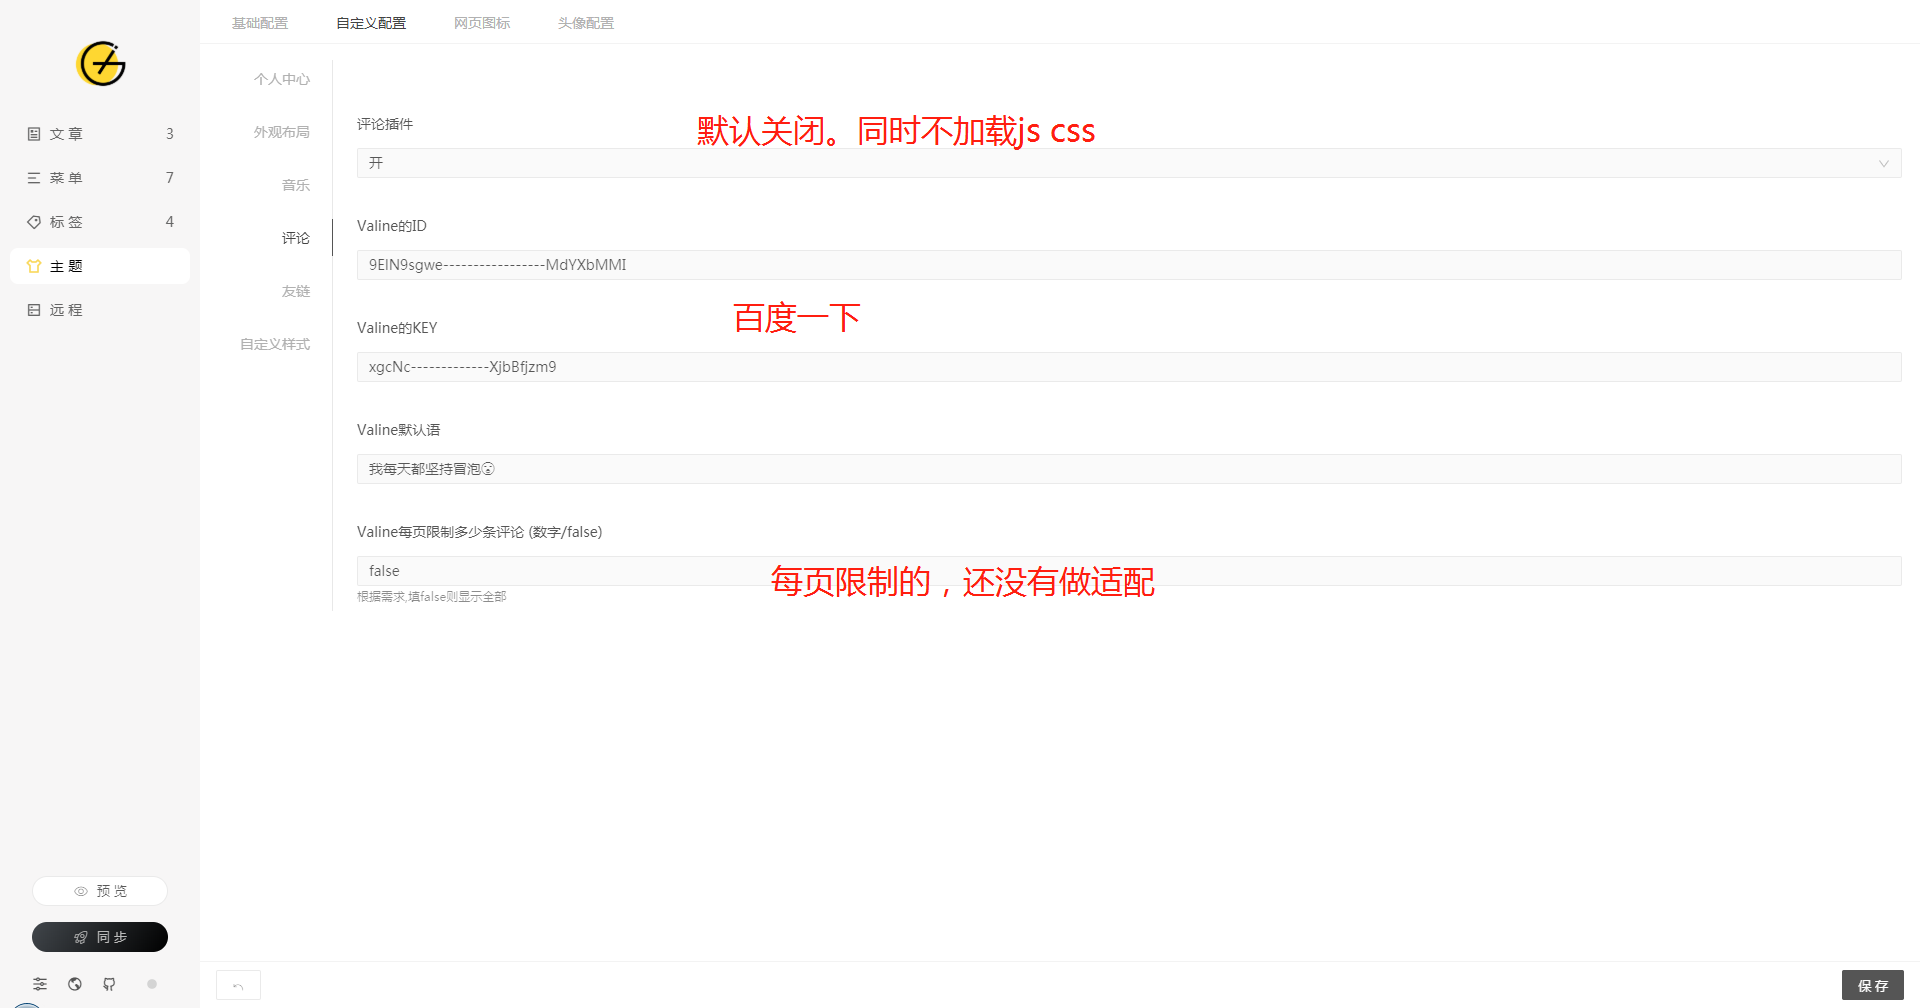 基础配置 自定义配置 网页图标 头像配置
文章 3
菜单 7
标签 4
主题
远程
预览
同步
个人中心
外观布局
音乐
评论
友链
自定义样式
评论插件
默认关闭。同时不加载js css
开
Valine的ID
9EIN9sgwe-----------------MdYXbMMI
百度一下
Valine的KEY
xgcNc-------------XjbBfjzm9
Valine默认语
我每天都坚持冒泡😮
Valine每页限制多少条评论 (数字/false)
false
每页限制的，还没有做适配
根据需求,填false则显示全部
保存